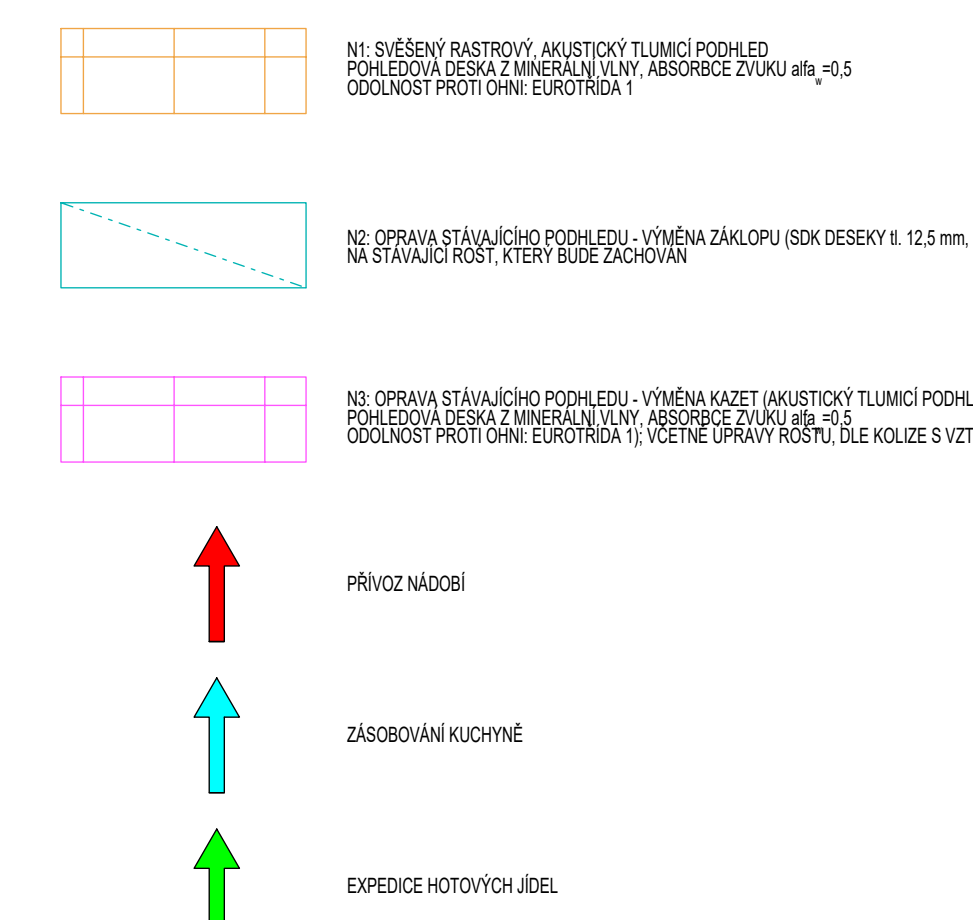 N1: SVĚŠENÝ RASTROVÝ, AKUSTICKÝ TLUMICÍ PODHLED
POHLEDOVÁ DESKA Z MINERÁLNÍ VLNY, ABSORBCE ZVUKU alfa_w=0,5
ODOLNOST PROTI OHNI: EUROTŘÍDA 1
N2: OPRAVA STÁVAJÍCÍHO PODHLEDU - VÝMĚNA ZÁKLOPU (SDK DESEKY tl. 12,5 mm,
NA STÁVAJÍCÍ ROŠT, KTERÝ BUDE ZACHOVÁN
N3: OPRAVA STÁVAJÍCÍHO PODHLEDU - VÝMĚNA KAZET (AKUSTICKÝ TLUMICÍ PODHL
POHLEDOVÁ DESKA Z MINERÁLNÍ VLNY, ABSORBCE ZVUKU alfa_w=0,5
ODOLNOST PROTI OHNI: EUROTŘÍDA 1); VČETNĚ ÚPRAVY ROŠTU, DLE KOLIZE S VZT
PŘÍVOZ NÁDOBÍ
ZÁSOBOVÁNÍ KUCHYNĚ
EXPEDICE HOTOVÝCH JÍDEL